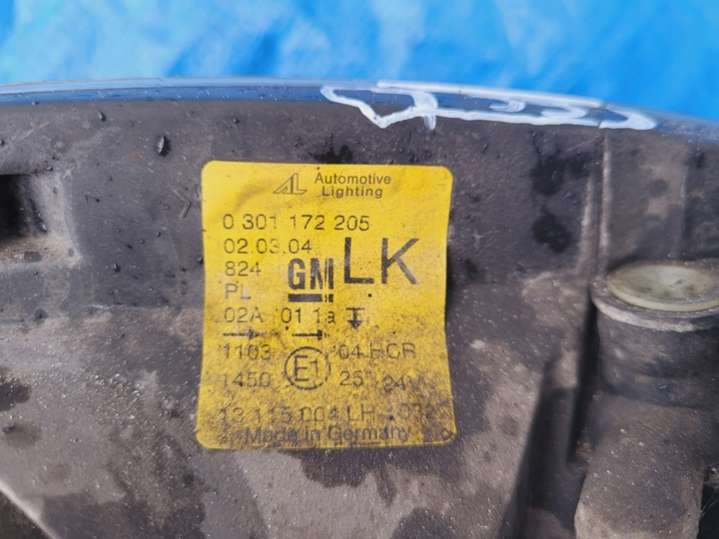 AL Automotive
Lighting
0 301 172 205
02.03.04
824 GM LK
PL
02A 01 1a
1103 E1 04 HCR
1450 25 24V
13 115 004 LH
Made in Germany